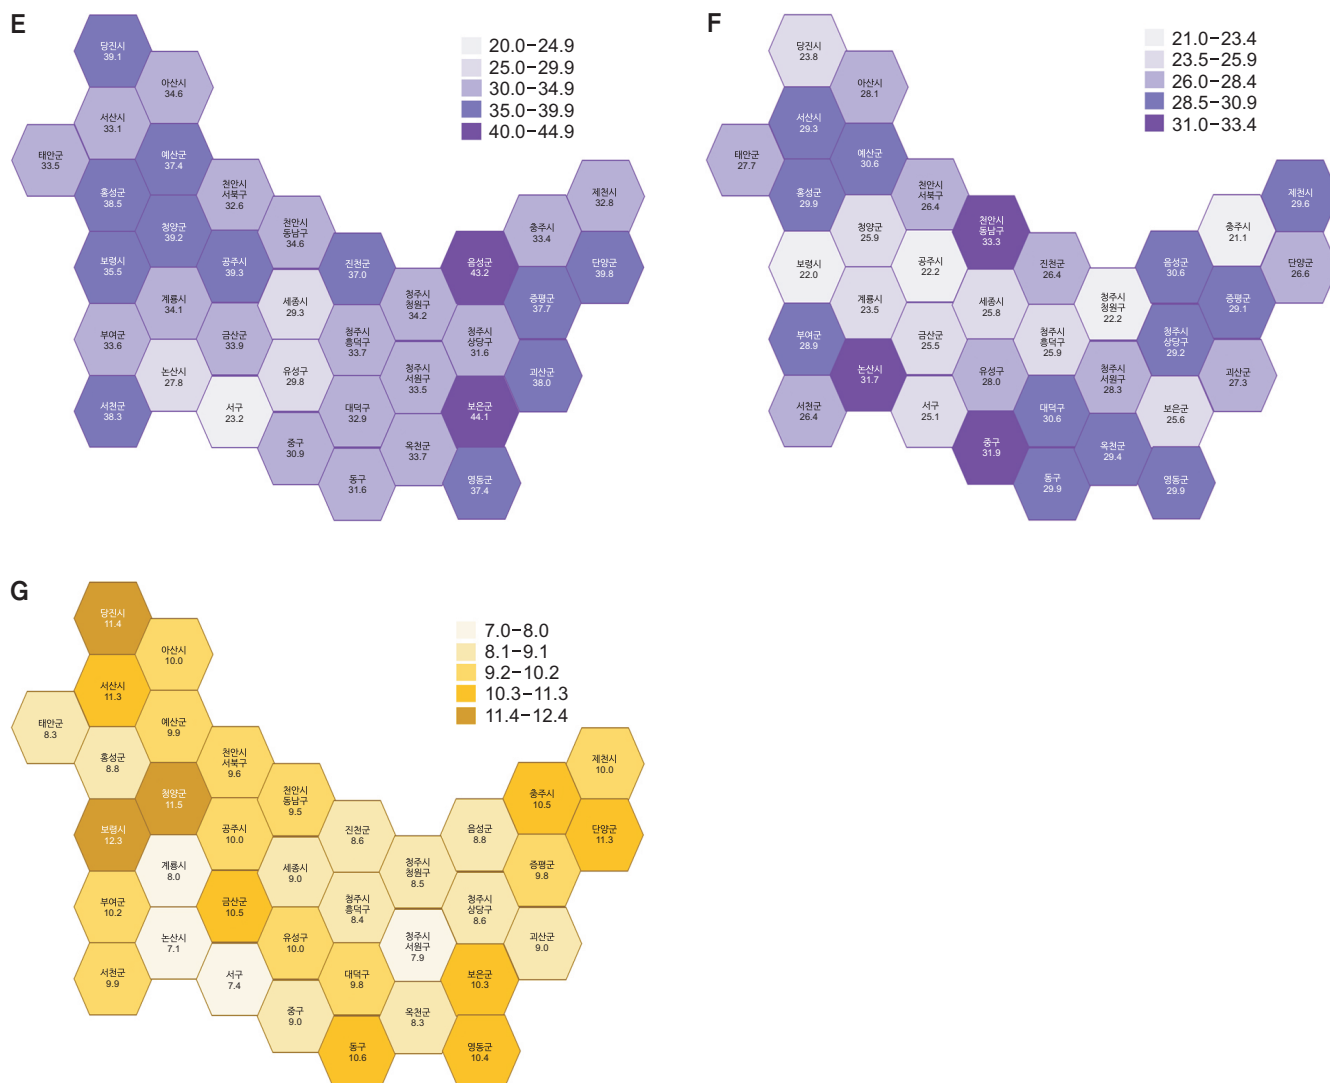 E
20.0−24.9
25.0−29.9
30.0−34.9
35.0−39.9
40.0−44.9
당진시
39.1
아산시
34.6
서산시
33.1
태안군
33.5
예산군
37.4
홍성군
38.5
천안시
서북구
32.6
제천시
32.8
청양군
39.2
천안시
동남구
34.6
충주시
33.4
보령시
35.5
공주시
39.3
진천군
37.0
음성군
43.2
단양군
39.8
계룡시
34.1
세종시
29.3
청주시
청원구
34.2
증평군
37.7
부여군
33.6
금산군
33.9
청주시
흥덕구
33.7
청주시
상당구
31.6
논산시
27.8
유성구
29.8
청주시
서원구
33.5
괴산군
38.0
서천군
38.3
서구
23.2
대덕구
32.9
보은군
44.1
중구
30.9
옥천군
33.7
동구
31.6
영동군
37.4
F
21.0−23.4
23.5−25.9
26.0−28.4
28.5−30.9
31.0−33.4
당진시
23.8
아산시
28.1
서산시
29.3
태안군
27.7
예산군
30.6
홍성군
29.9
천안시
서북구
26.4
제천시
29.6
청양군
25.9
천안시
동남구
33.3
충주시
21.1
보령시
22.0
공주시
22.2
진천군
26.4
음성군
30.6
단양군
26.6
계룡시
23.5
세종시
25.8
청주시
청원구
22.2
증평군
29.1
부여군
28.9
금산군
25.5
청주시
흥덕구
25.9
청주시
상당구
29.2
논산시
31.7
유성구
28.0
청주시
서원구
28.3
괴산군
27.3
서천군
26.4
서구
25.1
대덕구
30.6
보은군
25.6
중구
31.9
옥천군
29.4
동구
29.9
영동군
29.9
G
7.0−8.0
8.1−9.1
9.2−10.2
10.3−11.3
11.4−12.4
당진시
11.4
아산시
10.0
서산시
11.3
태안군
8.3
예산군
9.9
홍성군
8.8
천안시
서북구
9.6
제천시
10.0
청양군
11.5
천안시
동남구
9.5
충주시
10.5
보령시
12.3
공주시
10.0
진천군
8.6
음성군
8.8
단양군
11.3
계룡시
8.0
세종시
9.0
청주시
청원구
8.5
증평군
9.8
부여군
10.2
금산군
10.5
청주시
흥덕구
8.4
청주시
상당구
8.6
논산시
7.1
유성구
10.0
청주시
서원구
7.9
괴산군
9.0
서천군
9.9
서구
7.4
대덕구
9.8
보은군
10.3
중구
9.0
옥천군
8.3
동구
10.6
영동군
10.4